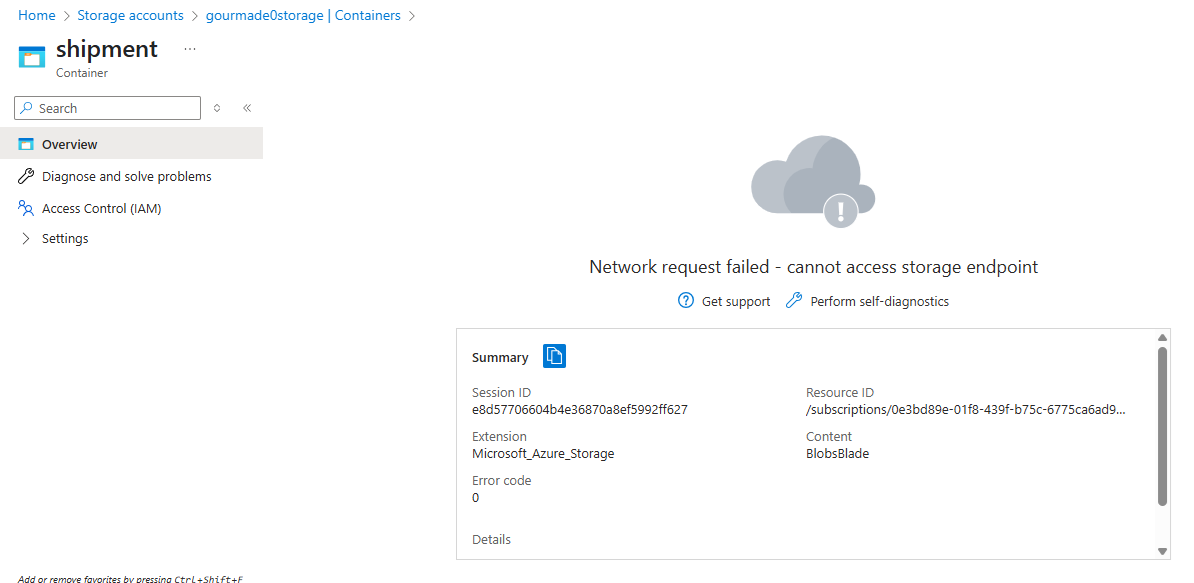 Home > Storage accounts > gourmade0storage | Containers >
shipment ...
Container
Search
Overview
Diagnose and solve problems
Access Control (IAM)
Settings
Network request failed - cannot access storage endpoint
Get support Perform self-diagnostics
Summary
Session ID Resource ID
e8d57706604b4e36870a8ef5992ff627 /subscriptions/0e3bd89e-01f8-439f-b75c-6775ca6ad9...
Extension Content
Microsoft_Azure_Storage BlobsBlade
Error code
0
Details
Add or remove favorites by pressing Ctrl+Shift+F